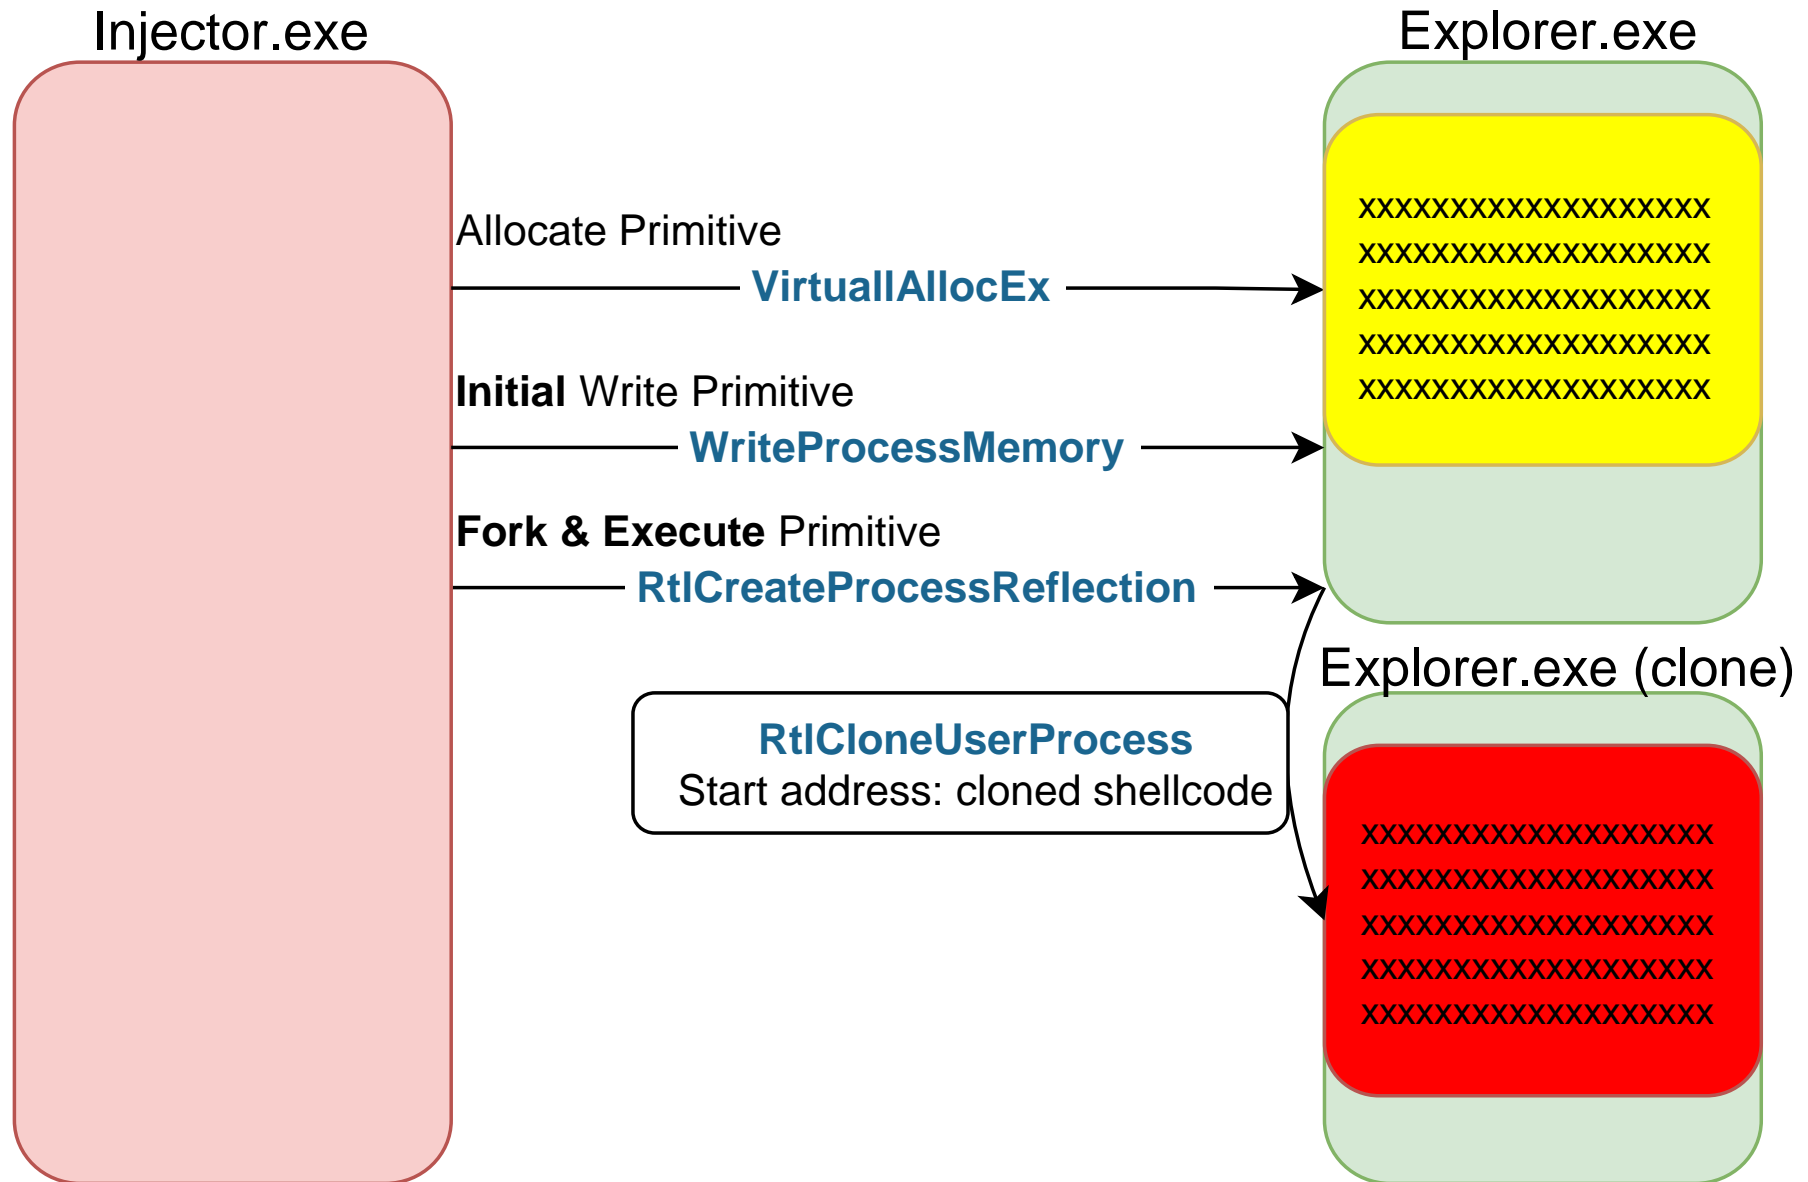 Injector.exe
Explorer.exe
xxxxxxxxxxxxxxxxxxx
xxxxxxxxxxxxxxxxxxx
xxxxxxxxxxxxxxxxxxx
xxxxxxxxxxxxxxxxxxx
xxxxxxxxxxxxxxxxxxx
Allocate Primitive
VirtuallAllocEx
Initial Write Primitive
WriteProcessMemory
Fork & Execute Primitive
RtlCreateProcessReflection
Explorer.exe (clone)
RtlCloneUserProcess
Start address: cloned shellcode
xxxxxxxxxxxxxxxxxxx
xxxxxxxxxxxxxxxxxxx
xxxxxxxxxxxxxxxxxxx
xxxxxxxxxxxxxxxxxxx
xxxxxxxxxxxxxxxxxxx